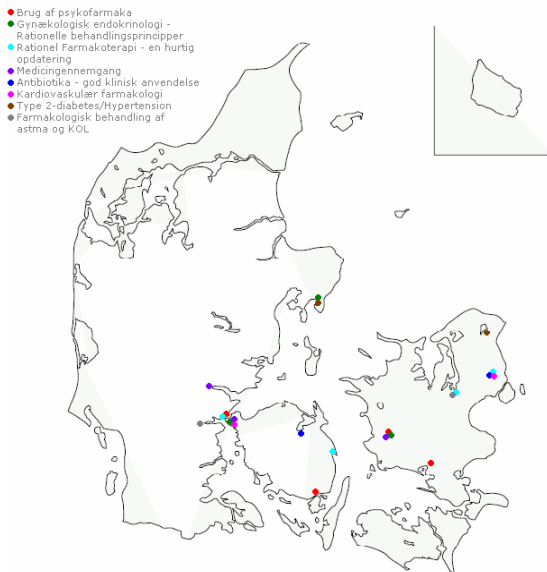 Brug af psykofarmaka
Gynækologisk endokrinologi -
Rationelle behandlingsprincipper
Rationel Farmakoterapi - en hurtig
opdatering
Medicingennemgang
Antibiotika - god klinisk anvendelse
Kardiovaskulær farmakologi
Type 2-diabetes/Hypertension
Farmakologisk behandling af
astma og KOL